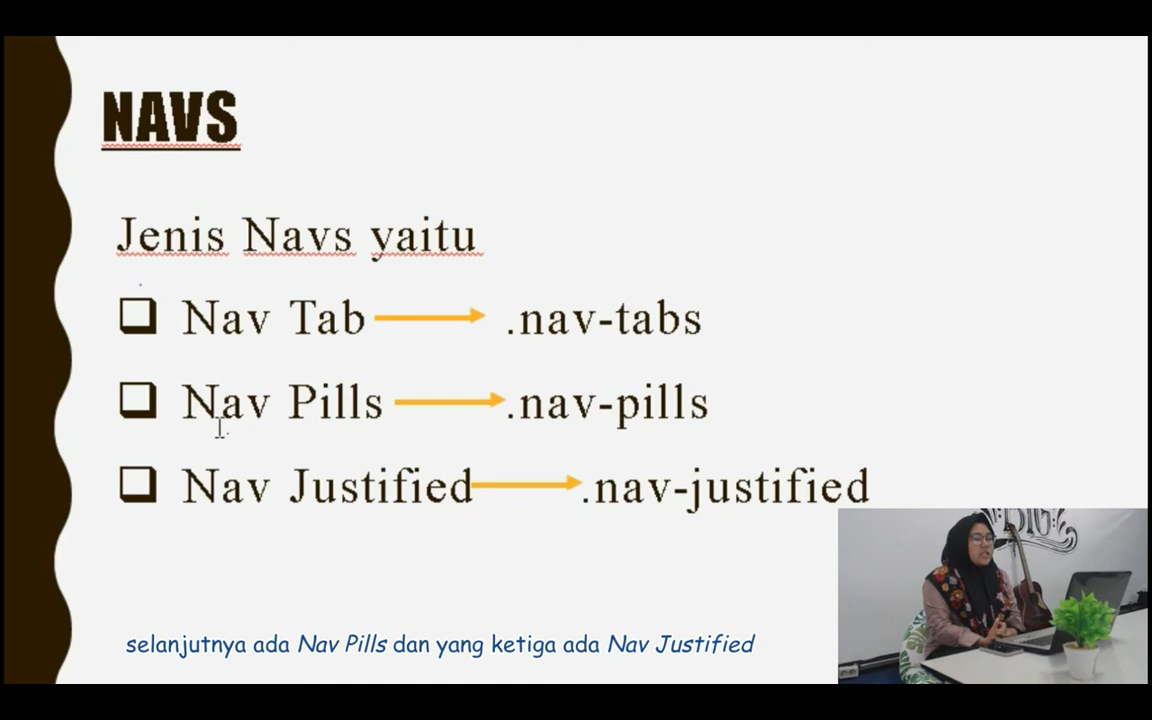 NAVS
Jenis Navs yaitu
Nav Tab .nav-tabs
Nav Pills .nav-pills
Nav Justified .nav-justified
BIG
selanjutnya ada Nav Pills dan yang ketiga ada Nav Justified